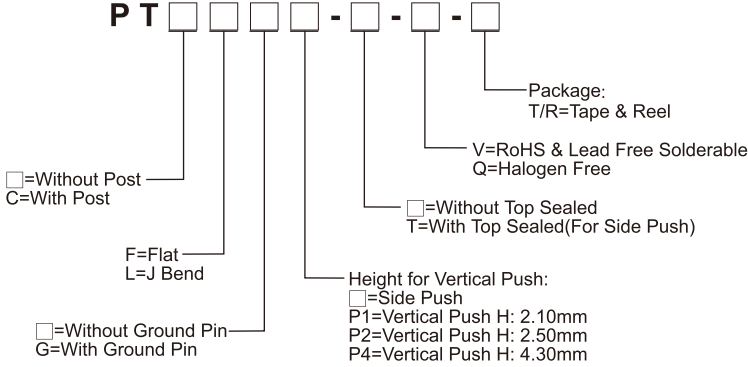 PT□□□□-□-□-□
Package:
T/R=Tape & Reel
V=RoHS & Lead Free Solderable
Q=Halogen Free
□=Without Post
C=With Post
□=Without Top Sealed
T=With Top Sealed(For Side Push)
F=Flat
L=J Bend
Height for Vertical Push:
□=Side Push
P1=Vertical Push H: 2.10mm
P2=Vertical Push H: 2.50mm
P4=Vertical Push H: 4.30mm
□=Without Ground Pin
G=With Ground Pin